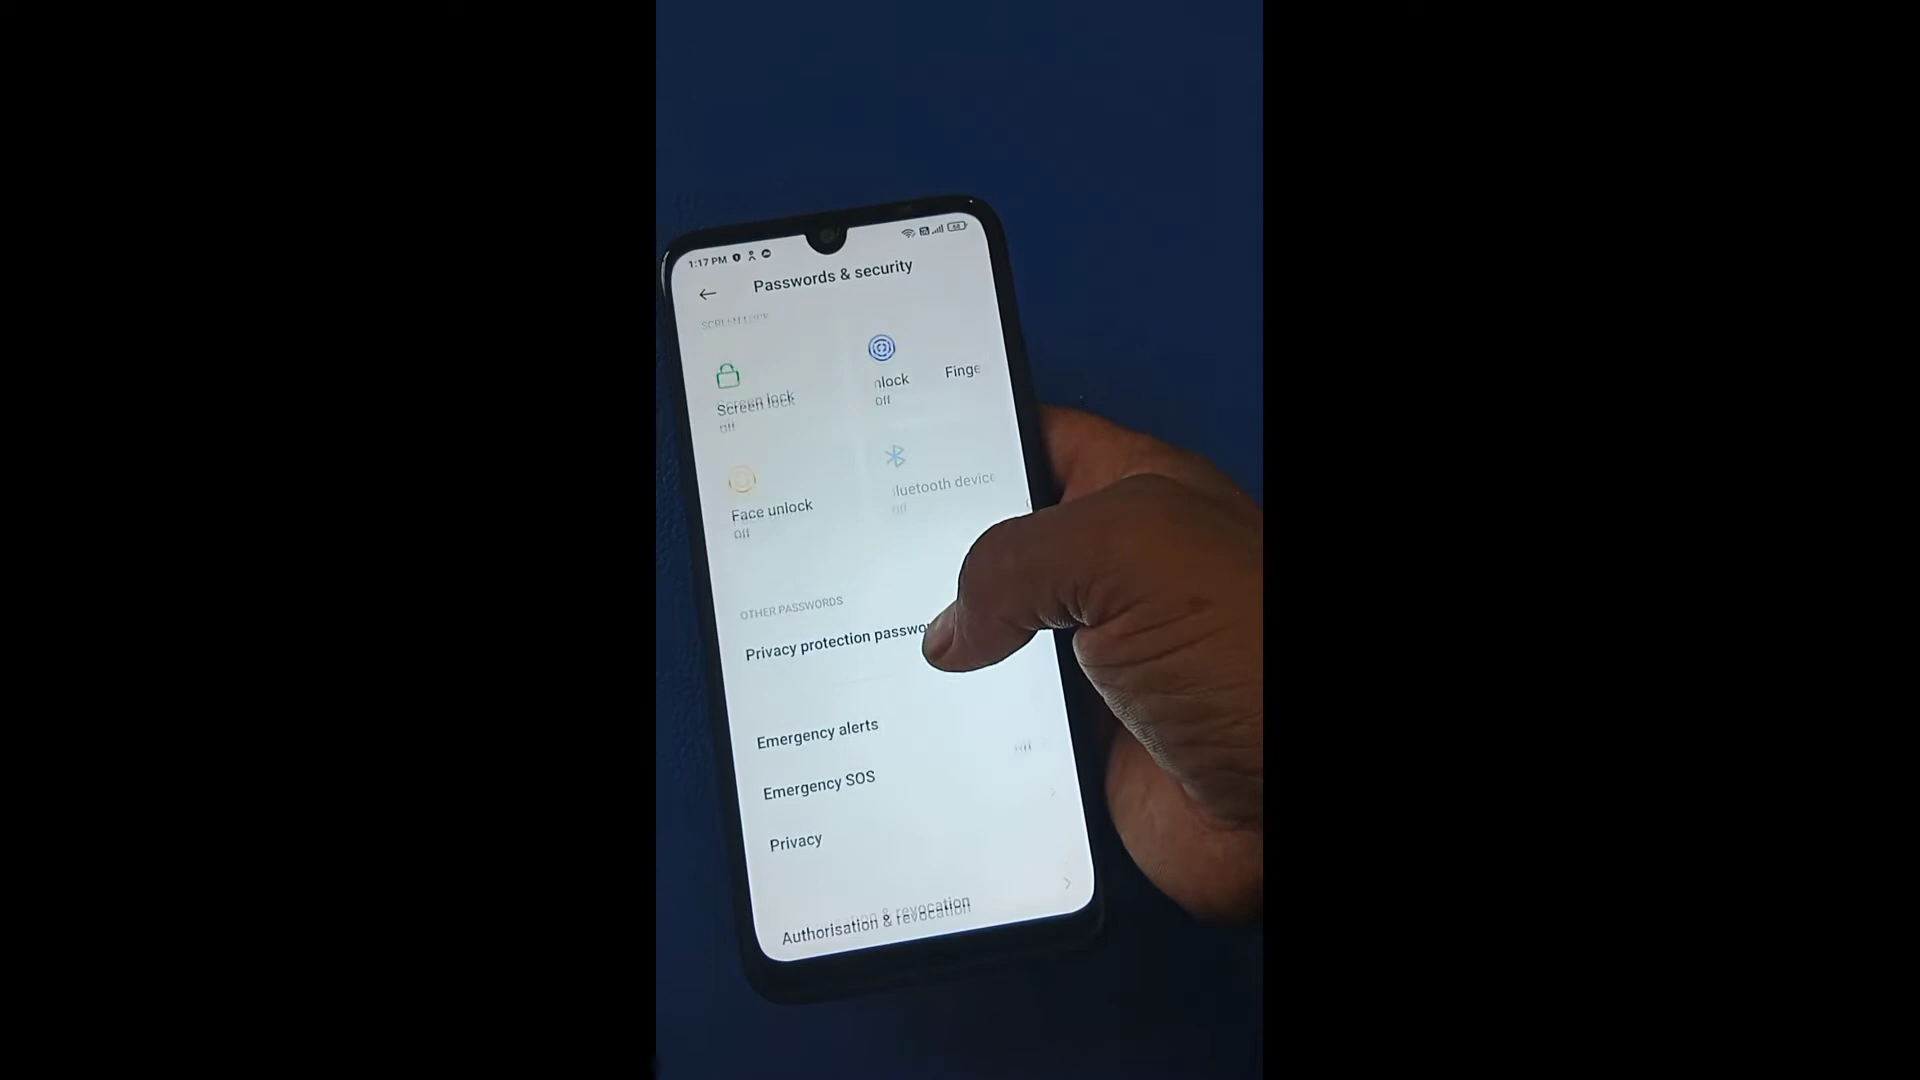 1:17 PM
Passwords & security
SCREEN LOCK
Screen lock
Off
nlock
Off
Finge
Face unlock
Off
luetooth device
Off
OTHER PASSWORDS
Privacy protection passwo
Emergency alerts
Emergency SOS
Off
Privacy
Authorisation & revocation